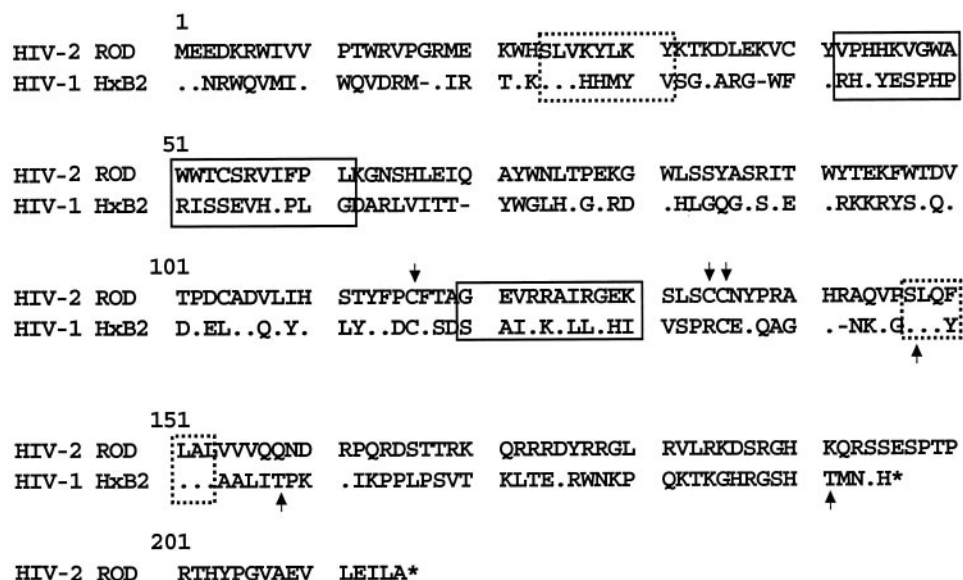 1
HIV-2 ROD MEEDKRWIVV PTWRVPGRME KWHSLVKYLK YKTKDLEKVC YVPHHKVGWA
HIV-1 HxB2 ..NRWQVMI. WQVDRM-.IR T.K...HHMY VSG.ARG-WF .RH.YESPHP
51
HIV-2 ROD WWTCSRVIFP LKGNSHLEIQ AYWNLTPEKG WLSSYASRIT WYTEKFWTDV
HIV-1 HxB2 RISSEVH.PL GDARLVITT- YWGLH.G.RD .HLGQG.S.E .RKKRYS.Q.
101
HIV-2 ROD TPDCADVLIH STYFPCFTAG EVRRAIRGEK SLSCCNYPRA HRAQVPSLQF
HIV-1 HxB2 D.EL..Q.Y. LY..DC.SDS AI.K.LL.HI VSPRCE.QAG .-NK.G...Y
151
HIV-2 ROD LALVVVQQND RPQRDSTTRK QRRRDYRRGL RVLRKDSRGH KQRSSESPTP
HIV-1 HxB2 ...AALITPK .IKPPLPSVT KLTE.RWNKP QKTKGHRGSH TMN.H*
201
HIV-2 ROD RTHYPGVAEV LEILA*